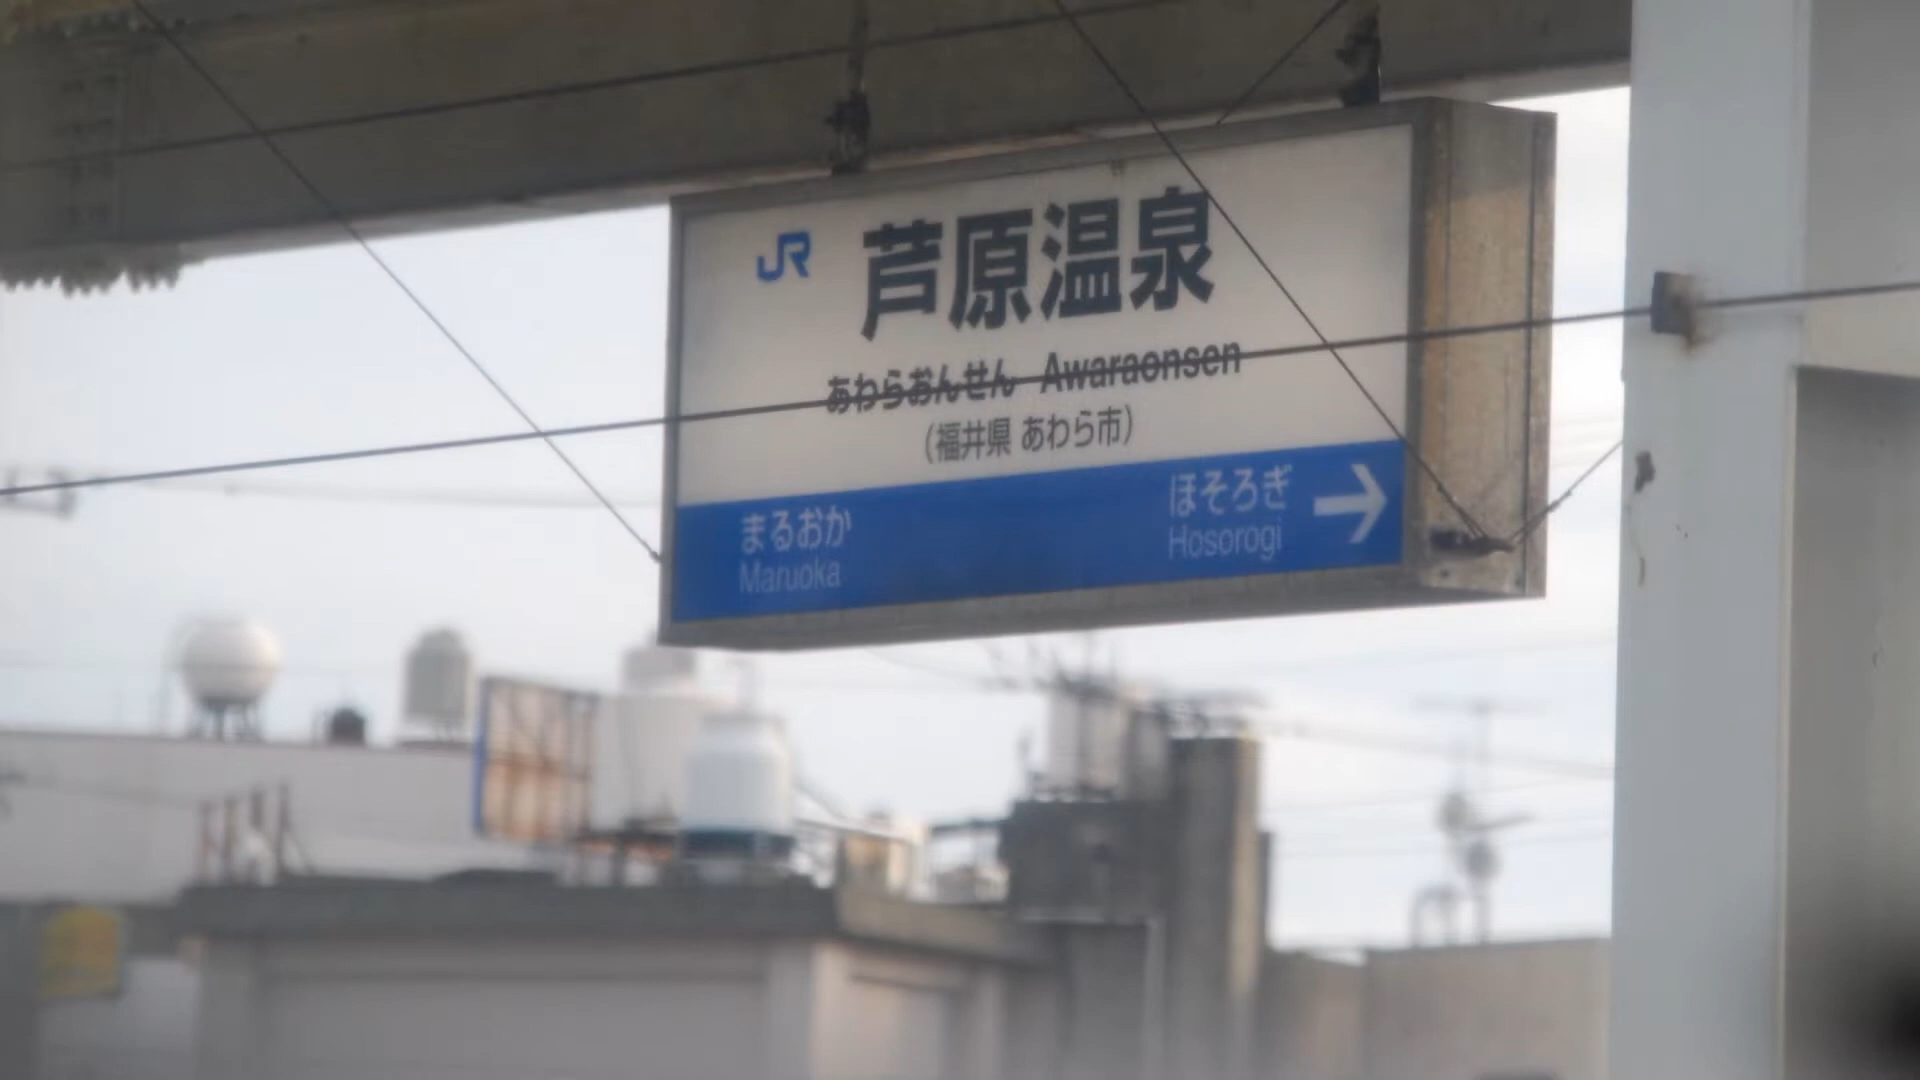 JR 芦原温泉
あわらおんせん Awaraonsen
(福井県 あわら市)
まるおか ほそろぎ →
Maruoka Hosorogi